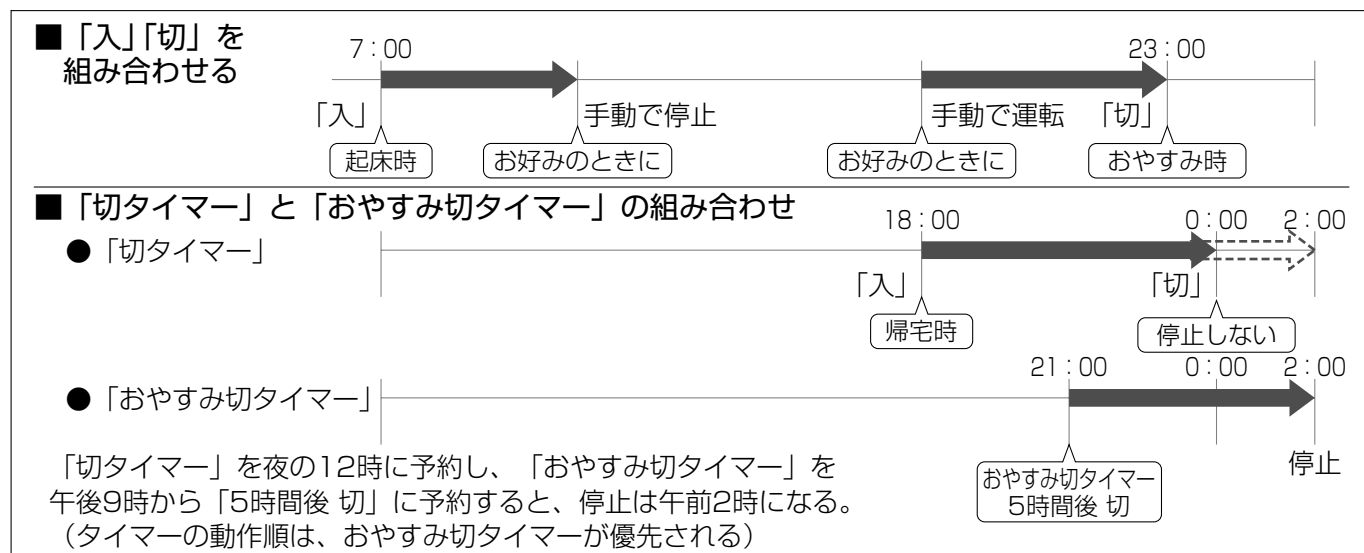 ■「入」「切」を
組み合わせる
7:00
23:00
「入」
手動で停止
手動で運転
「切」
起床時
お好みのときに
お好みのときに
おやすみ時
■「切タイマー」と「おやすみ切タイマー」の組み合わせ
18:00
0:00
2:00
●「切タイマー」
「入」
「切」
帰宅時
停止しない
21:00
0:00
2:00
●「おやすみ切タイマー」
停止
おやすみ切タイマー
5時間後 切
「切タイマー」を夜の12時に予約し、「おやすみ切タイマー」を
午後9時から「5時間後 切」に予約すると、停止は午前2時になる。
(タイマーの動作順は、おやすみ切タイマーが優先される)